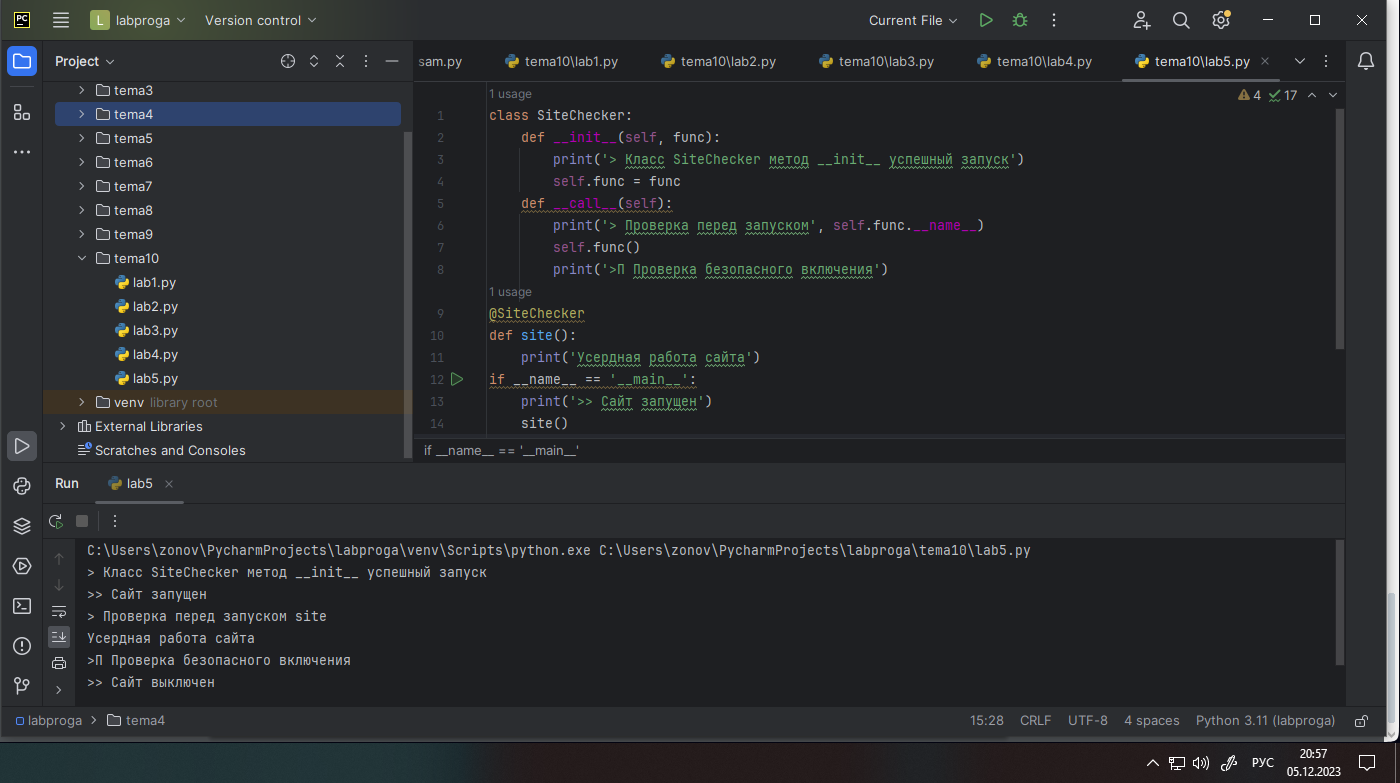 PC
L labproga Version control Current File
Project
sam.py tema10\lab1.py tema10\lab2.py tema10\lab3.py tema10\lab4.py tema10\lab5.py
tema3
tema4
tema5
tema6
tema7
tema8
tema9
tema10
lab1.py
lab2.py
lab3.py
lab4.py
lab5.py
venv library root
External Libraries
Scratches and Consoles
4 17
1 usage
1 class SiteChecker:
2 def __init__(self, func):
3 print('> Класс SiteChecker метод __init__ успешный запуск')
4 self.func = func
5 def __call__(self):
6 print('> Проверка перед запуском', self.func.__name__)
7 self.func()
8 print('>П Проверка безопасного включения')
1 usage
9 @SiteChecker
10 def site():
11 print('Усердная работа сайта')
12 if __name__ == '__main__':
13 print('>> Сайт запущен')
14 site()
if __name__ == '__main__'
Run lab5
C:\Users\zonov\PycharmProjects\labproga\venv\Scripts\python.exe C:\Users\zonov\PycharmProjects\labproga\tema10\lab5.py
> Класс SiteChecker метод __init__ успешный запуск
>> Сайт запущен
> Проверка перед запуском site
Усердная работа сайта
>П Проверка безопасного включения
>> Сайт выключен
labproga > tema4 15:28 CRLF UTF-8 4 spaces Python 3.11 (labproga)
РУС 20:57
05.12.2023